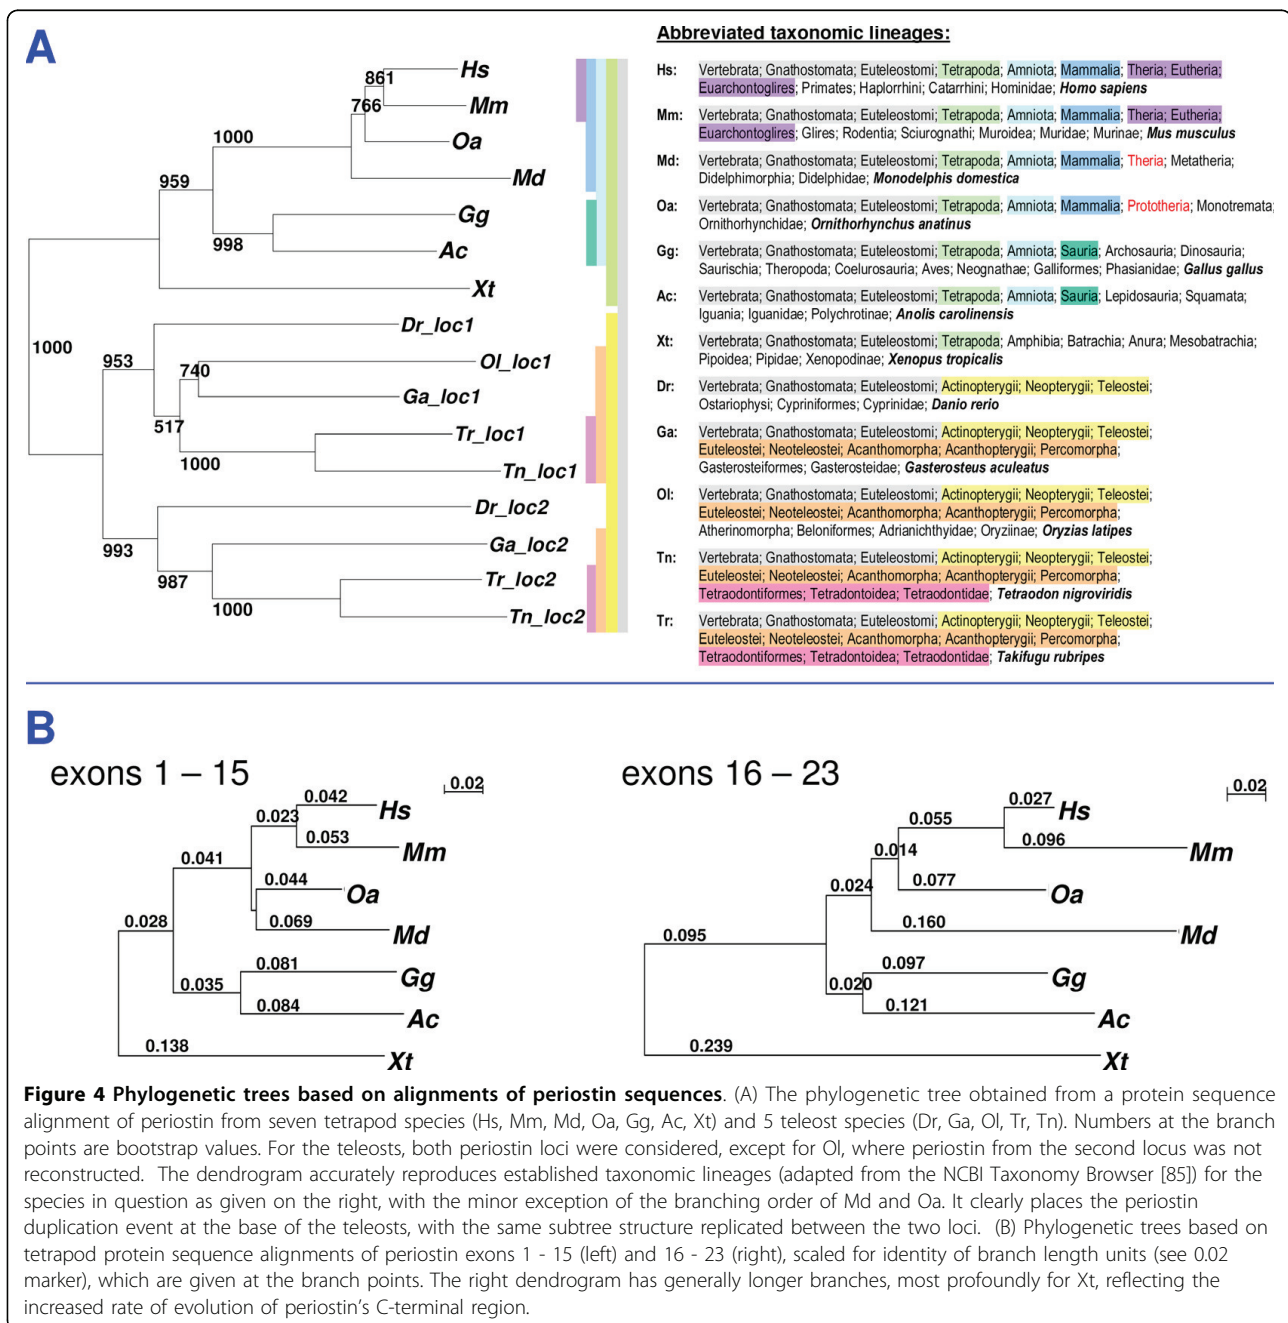 A
861
Hs
766
Mm
1000
Oa
Md
959
Gg
998
Ac
Xt
1000
Dr_loc1
953
740
Ol_loc1
Ga_loc1
517
Tr_loc1
1000
Tn_loc1
Dr_loc2
993
Ga_loc2
987
Tr_loc2
1000
Tn_loc2
Abbreviated taxonomic lineages:
Hs: Vertebrata; Gnathostomata; Euteleostomi; Tetrapoda; Amniota; Mammalia; Theria; Eutheria;
Euarchontoglires; Primates; Haplorrhini; Catarrhini; Hominidae; Homo sapiens
Mm: Vertebrata; Gnathostomata; Euteleostomi; Tetrapoda; Amniota; Mammalia; Theria; Eutheria;
Euarchontoglires; Glires; Rodentia; Sciurognathi; Muroidea; Muridae; Murinae; Mus musculus
Md: Vertebrata; Gnathostomata; Euteleostomi; Tetrapoda; Amniota; Mammalia; Theria; Metatheria;
Didelphimorphia; Didelphidae; Monodelphis domestica
Oa: Vertebrata; Gnathostomata; Euteleostomi; Tetrapoda; Amniota; Mammalia; Prototheria; Monotremata;
Ornithorhynchidae; Ornithorhynchus anatinus
Gg: Vertebrata; Gnathostomata; Euteleostomi; Tetrapoda; Amniota; Sauria; Archosauria; Dinosauria;
Saurischia; Theropoda; Coelurosauria; Aves; Neognathae; Galliformes; Phasianidae; Gallus gallus
Ac: Vertebrata; Gnathostomata; Euteleostomi; Tetrapoda; Amniota; Sauria; Lepidosauria; Squamata;
Iguania; Iguanidae; Polychrotinae; Anolis carolinensis
Xt: Vertebrata; Gnathostomata; Euteleostomi; Tetrapoda; Amphibia; Batrachia; Anura; Mesobatrachia;
Pipoidea; Pipidae; Xenopodinae; Xenopus tropicalis
Dr: Vertebrata; Gnathostomata; Euteleostomi; Actinopterygii; Neopterygii; Teleostei;
Ostariophysi; Cypriniformes; Cyprinidae; Danio rerio
Ga: Vertebrata; Gnathostomata; Euteleostomi; Actinopterygii; Neopterygii; Teleostei;
Euteleostei; Neoteleostei; Acanthomorpha; Acanthopterygii; Percomorpha;
Gasterosteiformes; Gasterosteidae; Gasterosteus aculeatus
Ol: Vertebrata; Gnathostomata; Euteleostomi; Actinopterygii; Neopterygii; Teleostei;
Euteleostei; Neoteleostei; Acanthomorpha; Acanthopterygii; Percomorpha;
Atherinomorpha; Beloniformes; Adrianichthyidae; Oryziinae; Oryzias latipes
Tn: Vertebrata; Gnathostomata; Euteleostomi; Actinopterygii; Neopterygii; Teleostei;
Euteleostei; Neoteleostei; Acanthomorpha; Acanthopterygii; Percomorpha;
Tetraodontiformes; Tetradontoidea; Tetraodontidae; Tetraodon nigroviridis
Tr: Vertebrata; Gnathostomata; Euteleostomi; Actinopterygii; Neopterygii; Teleostei;
Euteleostei; Neoteleostei; Acanthomorpha; Acanthopterygii; Percomorpha;
Tetraodontiformes; Tetradontoidea; Tetraodontidae; Takifugu rubripes
B
exons 1 – 15
0.02
0.042
Hs
0.023
0.053
Mm
0.041
0.044
Oa
0.028
0.069
Md
0.081
Gg
0.035
0.084
Ac
0.138
Xt
exons 16 – 23
0.02
0.027
Hs
0.055
0.096
Mm
0.014
0.077
Oa
0.024
0.160
Md
0.095
0.097
Gg
0.020
0.121
Ac
0.239
Xt
Figure 4 Phylogenetic trees based on alignments of periostin sequences. (A) The phylogenetic tree obtained from a protein sequence
alignment of periostin from seven tetrapod species (Hs, Mm, Md, Oa, Gg, Ac, Xt) and 5 teleost species (Dr, Ga, Ol, Tr, Tn). Numbers at the branch
points are bootstrap values. For the teleosts, both periostin loci were considered, except for Ol, where periostin from the second locus was not
reconstructed. The dendrogram accurately reproduces established taxonomic lineages (adapted from the NCBI Taxonomy Browser [85]) for the
species in question as given on the right, with the minor exception of the branching order of Md and Oa. It clearly places the periostin
duplication event at the base of the teleosts, with the same subtree structure replicated between the two loci. (B) Phylogenetic trees based on
tetrapod protein sequence alignments of periostin exons 1 - 15 (left) and 16 - 23 (right), scaled for identity of branch length units (see 0.02
marker), which are given at the branch points. The right dendrogram has generally longer branches, most profoundly for Xt, reflecting the
increased rate of evolution of periostin's C-terminal region.